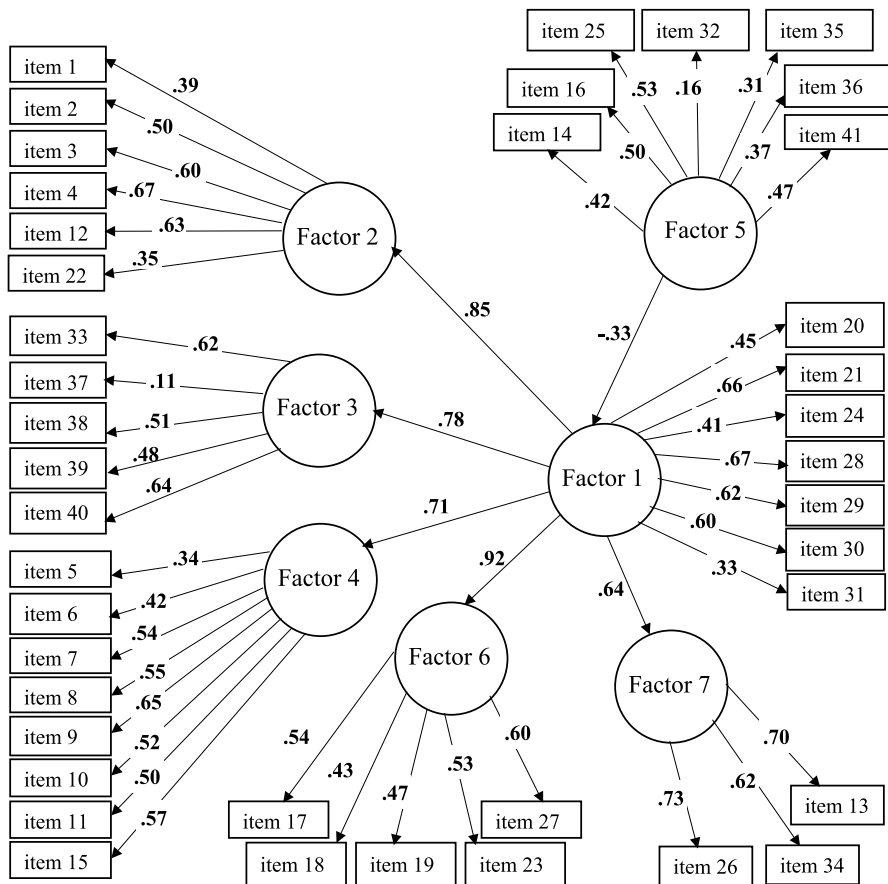 item 25
item 32
item 35
item 16
item 36
item 14
item 41
.53
.16
.31
.50
.37
.42
.47
Factor 5
-.33
item 1
item 2
item 3
item 4
item 12
item 22
.39
.50
.60
.67
.63
.35
Factor 2
.85
item 33
item 37
item 38
item 39
item 40
.62
.11
.51
.48
.64
Factor 3
.78
Factor 1
.45
.66
.41
.67
.62
.60
.33
item 20
item 21
item 24
item 28
item 29
item 30
item 31
.71
Factor 4
item 5
item 6
item 7
item 8
item 9
item 10
item 11
item 15
.34
.42
.54
.55
.65
.52
.50
.57
.92
Factor 6
.54
.43
.47
.53
.60
item 17
item 18
item 19
item 23
item 27
.64
Factor 7
.73
.62
.70
item 26
item 34
item 13